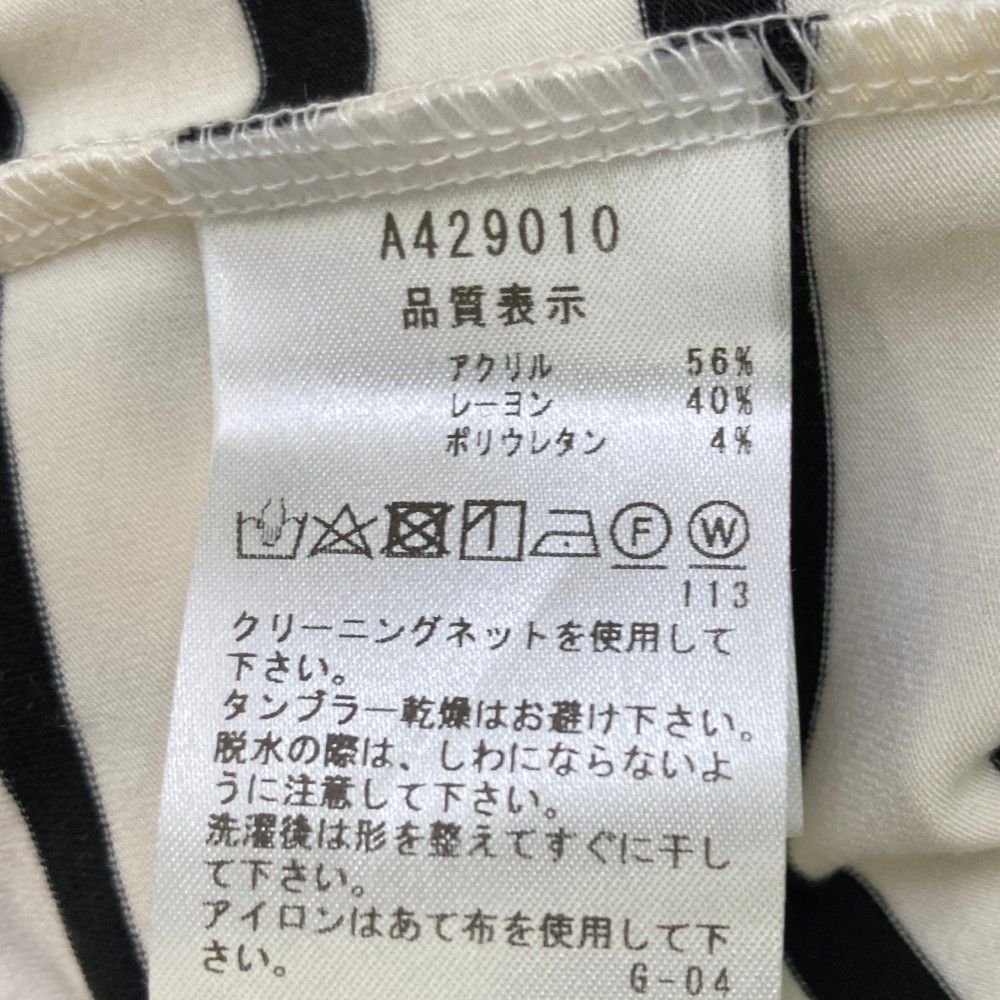 A429010
品質表示
アクリル 56%
レーヨン 40%
ポリウレタン 4%
F W
113
クリーニングネットを使用して
下さい。
タンブラー乾燥はお避け下さい。
脱水の際は、しわにならないよ
うに注意して下さい。
洗濯後は形を整えてすぐに干し
て下さい。
アイロンはあて布を使用して下
さい。
G-04